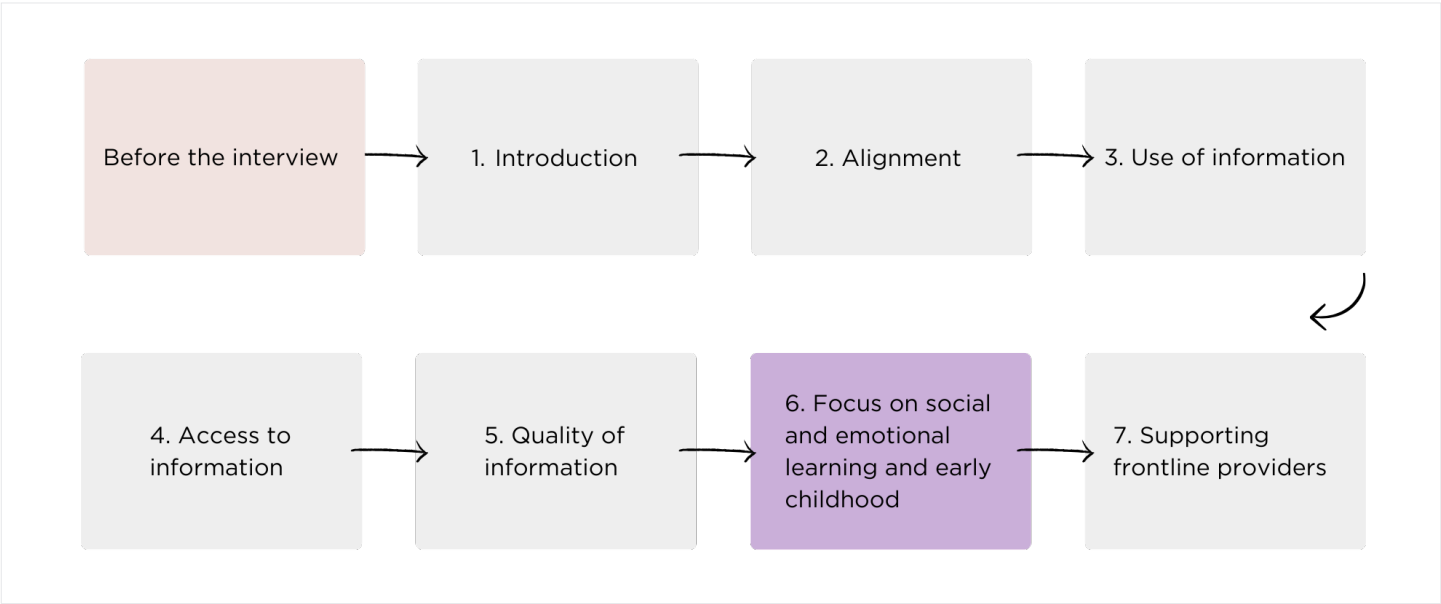 Before the interview
1. Introduction
2. Alignment
3. Use of information
4. Access to
information
5. Quality of
information
6. Focus on social
and emotional
learning and early
childhood
7. Supporting
frontline providers